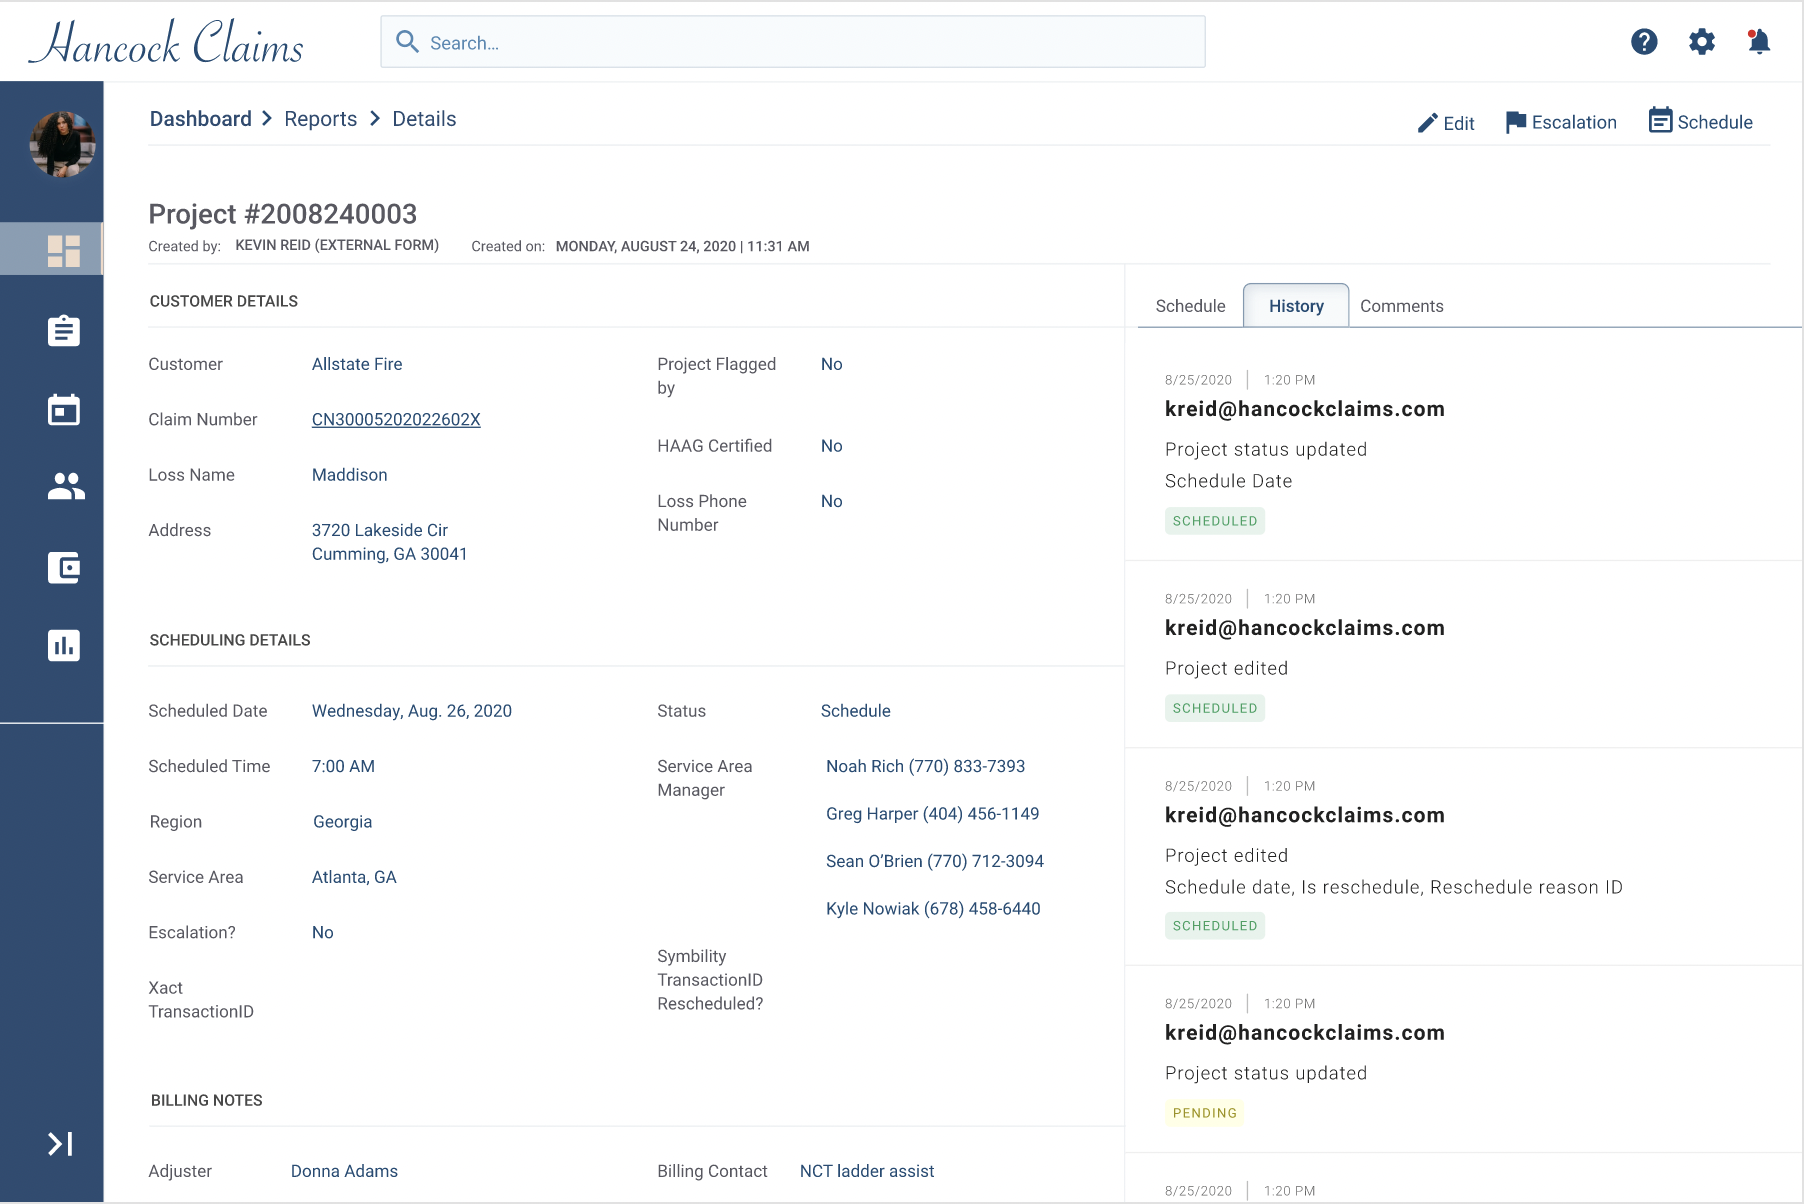 Hancock Claims
Search...
Dashboard > Reports > Details
Edit
Escalation
Schedule
Project #2008240003
Created by: KEVIN REID (EXTERNAL FORM) Created on: MONDAY, AUGUST 24, 2020 | 11:31 AM
CUSTOMER DETAILS
Customer Allstate Fire
Claim Number CN30005202022602X
Loss Name Maddison
Address 3720 Lakeside Cir
Cumming, GA 30041
Project Flagged No
by
HAAG Certified No
Loss Phone No
Number
SCHEDULING DETAILS
Scheduled Date Wednesday, Aug. 26, 2020
Scheduled Time 7:00 AM
Region Georgia
Service Area Atlanta, GA
Escalation? No
Xact
TransactionID
Status Schedule
Service Area Noah Rich (770) 833-7393
Manager
Greg Harper (404) 456-1149
Sean O’Brien (770) 712-3094
Kyle Nowiak (678) 458-6440
Symbility
TransactionID
Rescheduled?
BILLING NOTES
Adjuster Donna Adams
Billing Contact NCT ladder assist
Schedule History Comments
8/25/2020 | 1:20 PM
kreid@hancockclaims.com
Project status updated
Schedule Date
SCHEDULED
8/25/2020 | 1:20 PM
kreid@hancockclaims.com
Project edited
SCHEDULED
8/25/2020 | 1:20 PM
kreid@hancockclaims.com
Project edited
Schedule date, Is reschedule, Reschedule reason ID
SCHEDULED
8/25/2020 | 1:20 PM
kreid@hancockclaims.com
Project status updated
PENDING
8/25/2020 | 1:20 PM